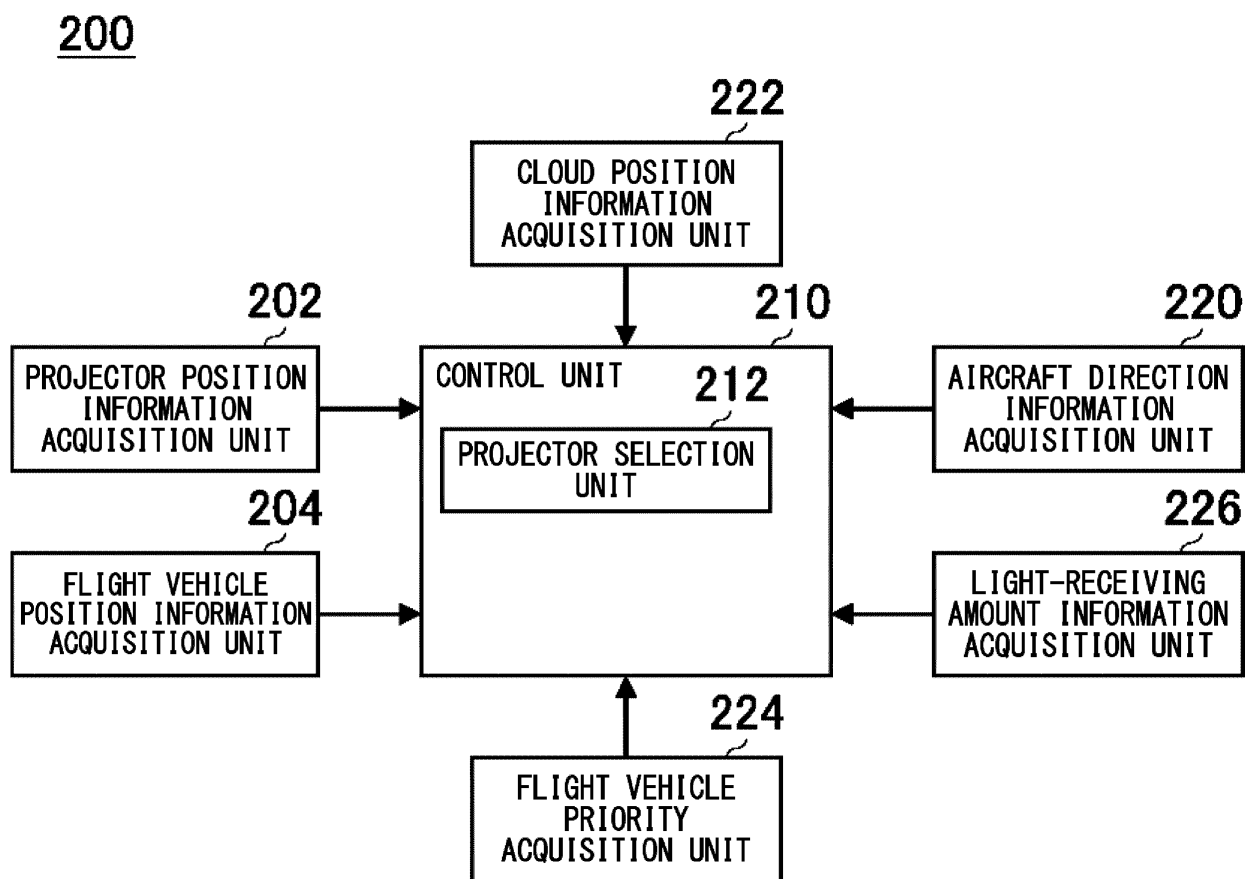 200
222
CLOUD POSITION
INFORMATION
ACQUISITION UNIT
202
PROJECTOR POSITION
INFORMATION
ACQUISITION UNIT
210
CONTROL UNIT
212
PROJECTOR SELECTION
UNIT
220
AIRCRAFT DIRECTION
INFORMATION
ACQUISITION UNIT
204
FLIGHT VEHICLE
POSITION INFORMATION
ACQUISITION UNIT
226
LIGHT-RECEIVING
AMOUNT INFORMATION
ACQUISITION UNIT
224
FLIGHT VEHICLE
PRIORITY
ACQUISITION UNIT